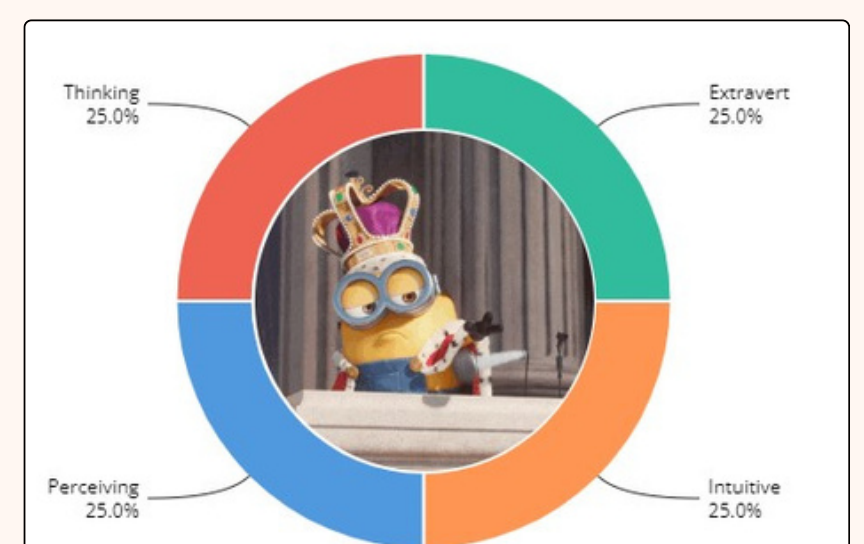 Thinking
25.0%
Extravert
25.0%
Perceiving
25.0%
Intuitive
25.0%